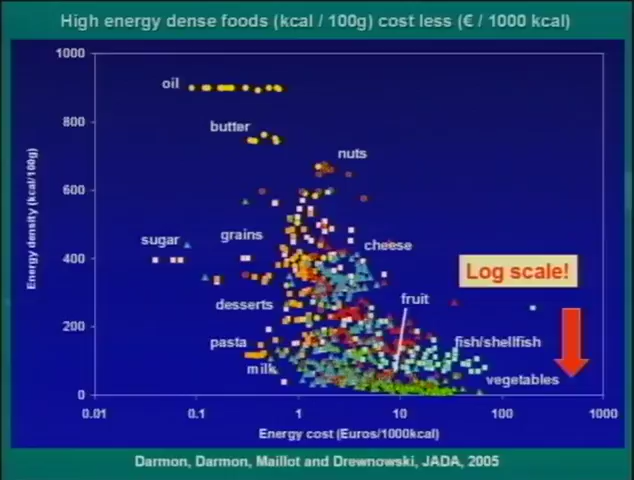 High energy dense foods (kcal / 100g) cost less (€ / 1000 kcal)
1000
oil
800
butter
nuts
600
sugar
grains
cheese
400
Log scale!
desserts
fruit
200
pasta
fish/shellfish
milk
vegetables
0
0.01 0.1 1 10 100 1000
Energy density (kcal/100g)
Energy cost (Euros/1000kcal)
Darmon, Darmon, Maillot and Drewnowski, JADA, 2005